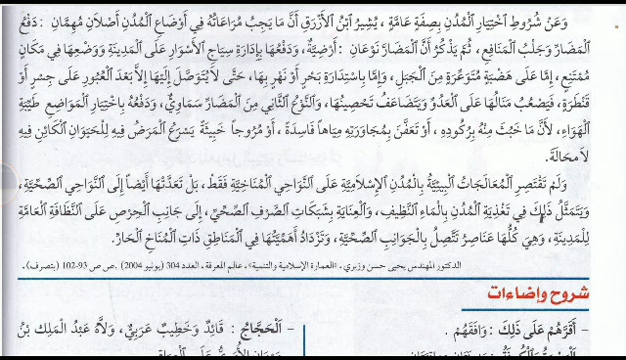 وَعَنْ شُرُوطِ اخْتِيَارِ الْمُدُنِ بِصِفَةٍ عَامَّةٍ ، يُشِيرُ ابْنُ الْأَزْرَقِ أَنَّ مَا يَجِبُ مُرَاعَاتُهُ فِي أَوْضَاعِ الْمُدُنِ أَصْلَانِ مُهِمَّانِ : دَفْعُ
الْمَضَارِّ وَجَلْبُ الْمَنَافِعِ ، ثُمَّ يَذْكُرُ أَنَّ الْمَضَارَّ نَوْعَانِ : أَرْضِيَّةٌ ، وَدَفْعُهَا بِإِدَارَةِ سِيَاجِ الْأَسْوَارِ عَلَى الْمَدِينَةِ وَوَضْعِهَا فِي مَكَانٍ
مُمْتَنِعٍ ، إِمَّا عَلَى هَضْبَةٍ مُتَوَعِّرَةٍ مِنَ الْجَبَلِ ، وَإِمَّا بِاسْتِدَارَةِ بَحْرٍ أَوْ نَهْرٍ بِهَا ، حَتَّى لَا يُتَوَصَّلَ إِلَيْهَا إِلَّا بَعْدَ الْعُبُورِ عَلَى جِسْرٍ أَوْ
قَنْطَرَةٍ ، فَيَصْعُبُ مَنَالُهَا عَلَى الْعَدُوِّ وَيَتَضَاعَفُ تَحْصِينُهَا ، وَالنَّوْعُ الثَّانِي مِنَ الْمَضَارِّ سَمَاوِيٌّ ، وَدَفْعُهُ بِاخْتِيَارِ الْمَوَاضِعِ طَيِّبَةِ
الْهَوَاءِ ، لِأَنَّ مَا خَبُثَ مِنْهُ بِرُكُودِهِ ، أَوْ تَعَفَّنَ بِمُجَاوَرَتِهِ مِيَاهاً فَاسِدَةً ، أَوْ مُرُوجاً خَبِيثَةً يَسْرُعُ الْمَرَضُ فِيهِ لِلْحَيَوَانِ الْكَائِنِ فِيهِ
لَا مَحَالَةَ.
وَلَمْ تَقْتَصِرِ الْمُعَالَجَاتُ الْبِيئِيَّةُ بِالْمُدُنِ الْإِسْلَامِيَّةِ عَلَى النَّوَاحِي الْمُنَاخِيَّةِ فَقَطْ ، بَلْ تَعَدَّتْهَا أَيْضاً إِلَى النَّوَاحِي الصِّحِّيَّةِ ،
وَيَتَمَثَّلُ ذَلِكَ فِي تَغْذِيَةِ الْمُدُنِ بِالْمَاءِ النَّظِيفِ ، وَالْعِنَايَةِ بِشَبَكَاتِ الصَّرْفِ الصِّحِّيِّ ، إِلَى جَانِبِ الْحِرْصِ عَلَى النَّظَافَةِ الْعَامَّةِ
لِلْمَدِينَةِ ، وَهِيَ كُلُّهَا عَنَاصِرُ تَتَّصِلُ بِالْجَوَانِبِ الصِّحِّيَّةِ ، وَتَزْدَادُ أَهَمِّيَّتُهَا فِي الْمَنَاطِقِ ذَاتِ الْمُنَاخِ الْحَارِّ.
الدكتور المهندس يحيى حسن وزيري . «العمارة الإسلامية والتنمية» . عالم المعرفة . العدد 304 (يونيو 2004) . ص ص 93-102 (بتصرف).
شروح وإضاءات
– أَقَرَّهُمْ عَلَى ذَلِكَ : وَافَقَهُمْ .
– الْحَجَّاجُ : قَائِدٌ وَخَطِيبٌ عَرَبِيٌّ ، وَلَّاهُ عَبْدُ الْمَلِكِ بْنُ